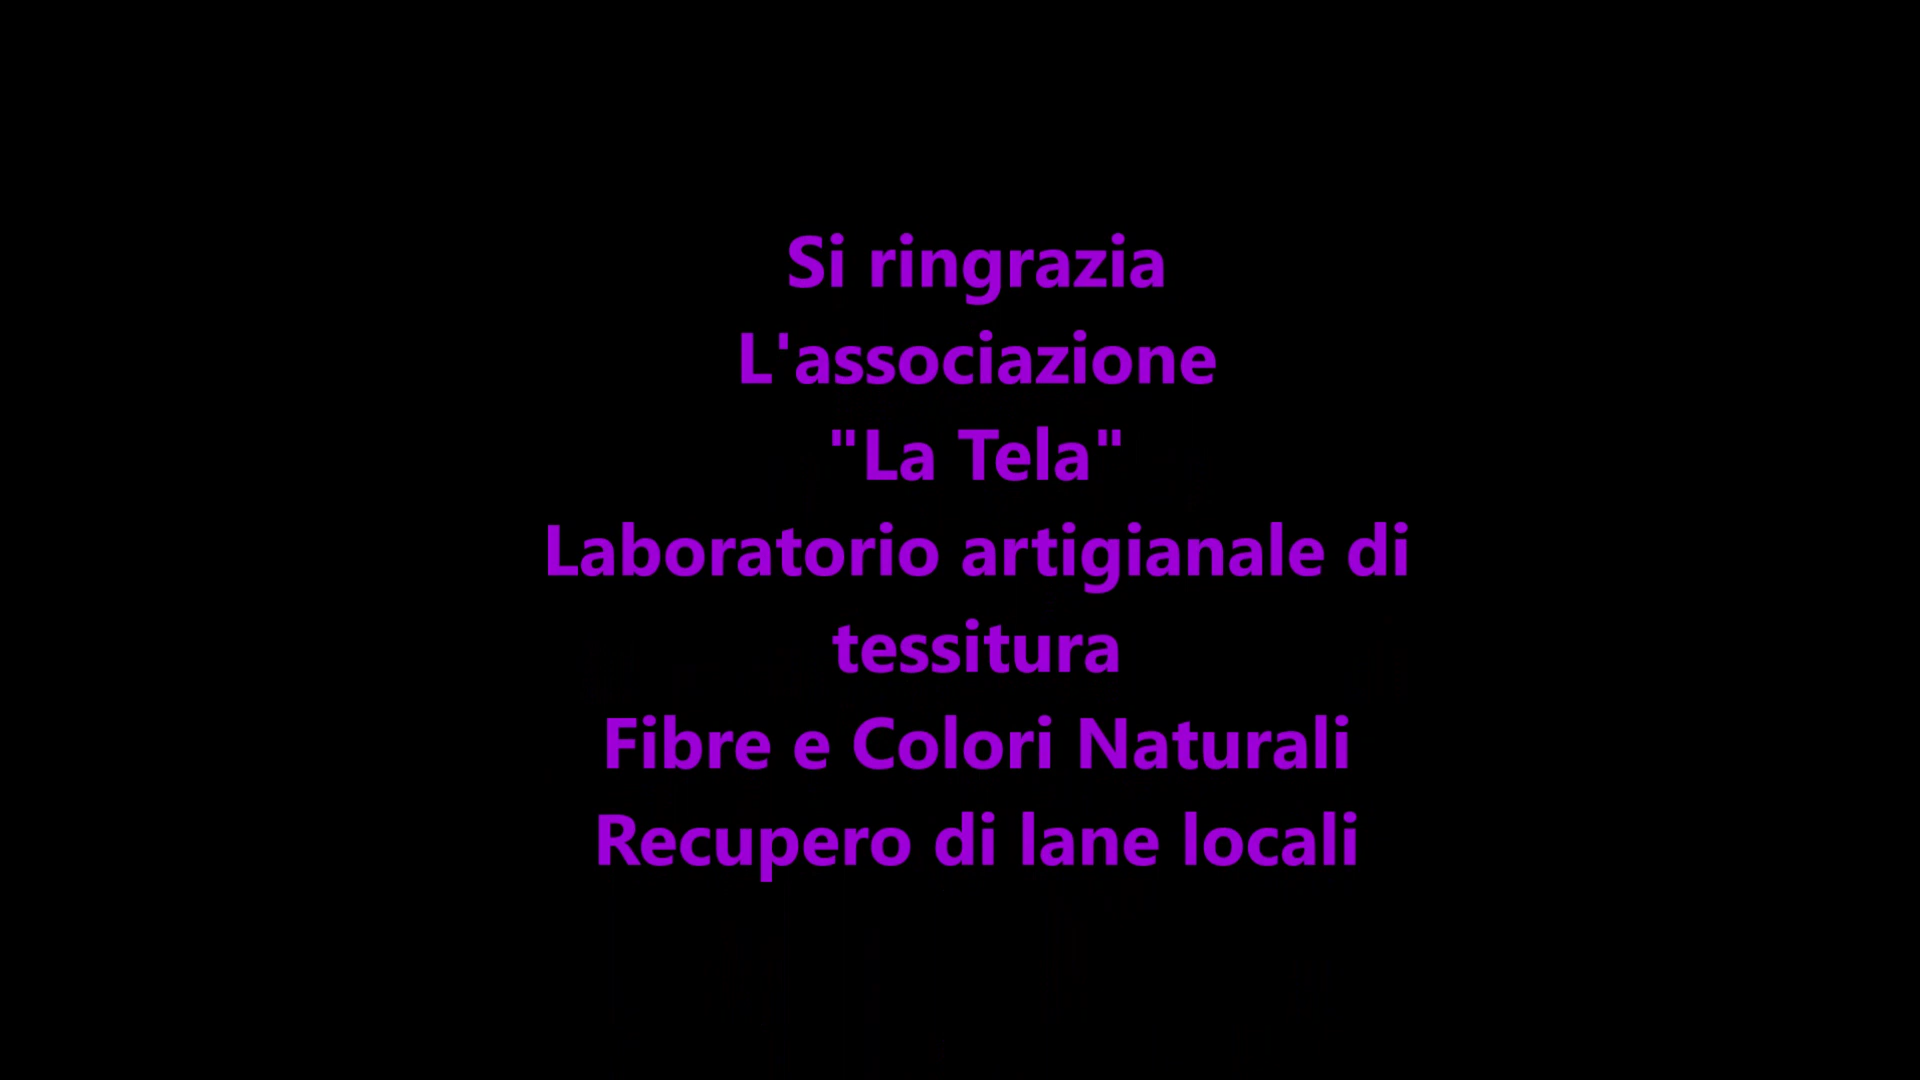 Si ringrazia
L'associazione
"La Tela"
Laboratorio artigianale di
tessitura
Fibre e Colori Naturali
Recupero di lane locali